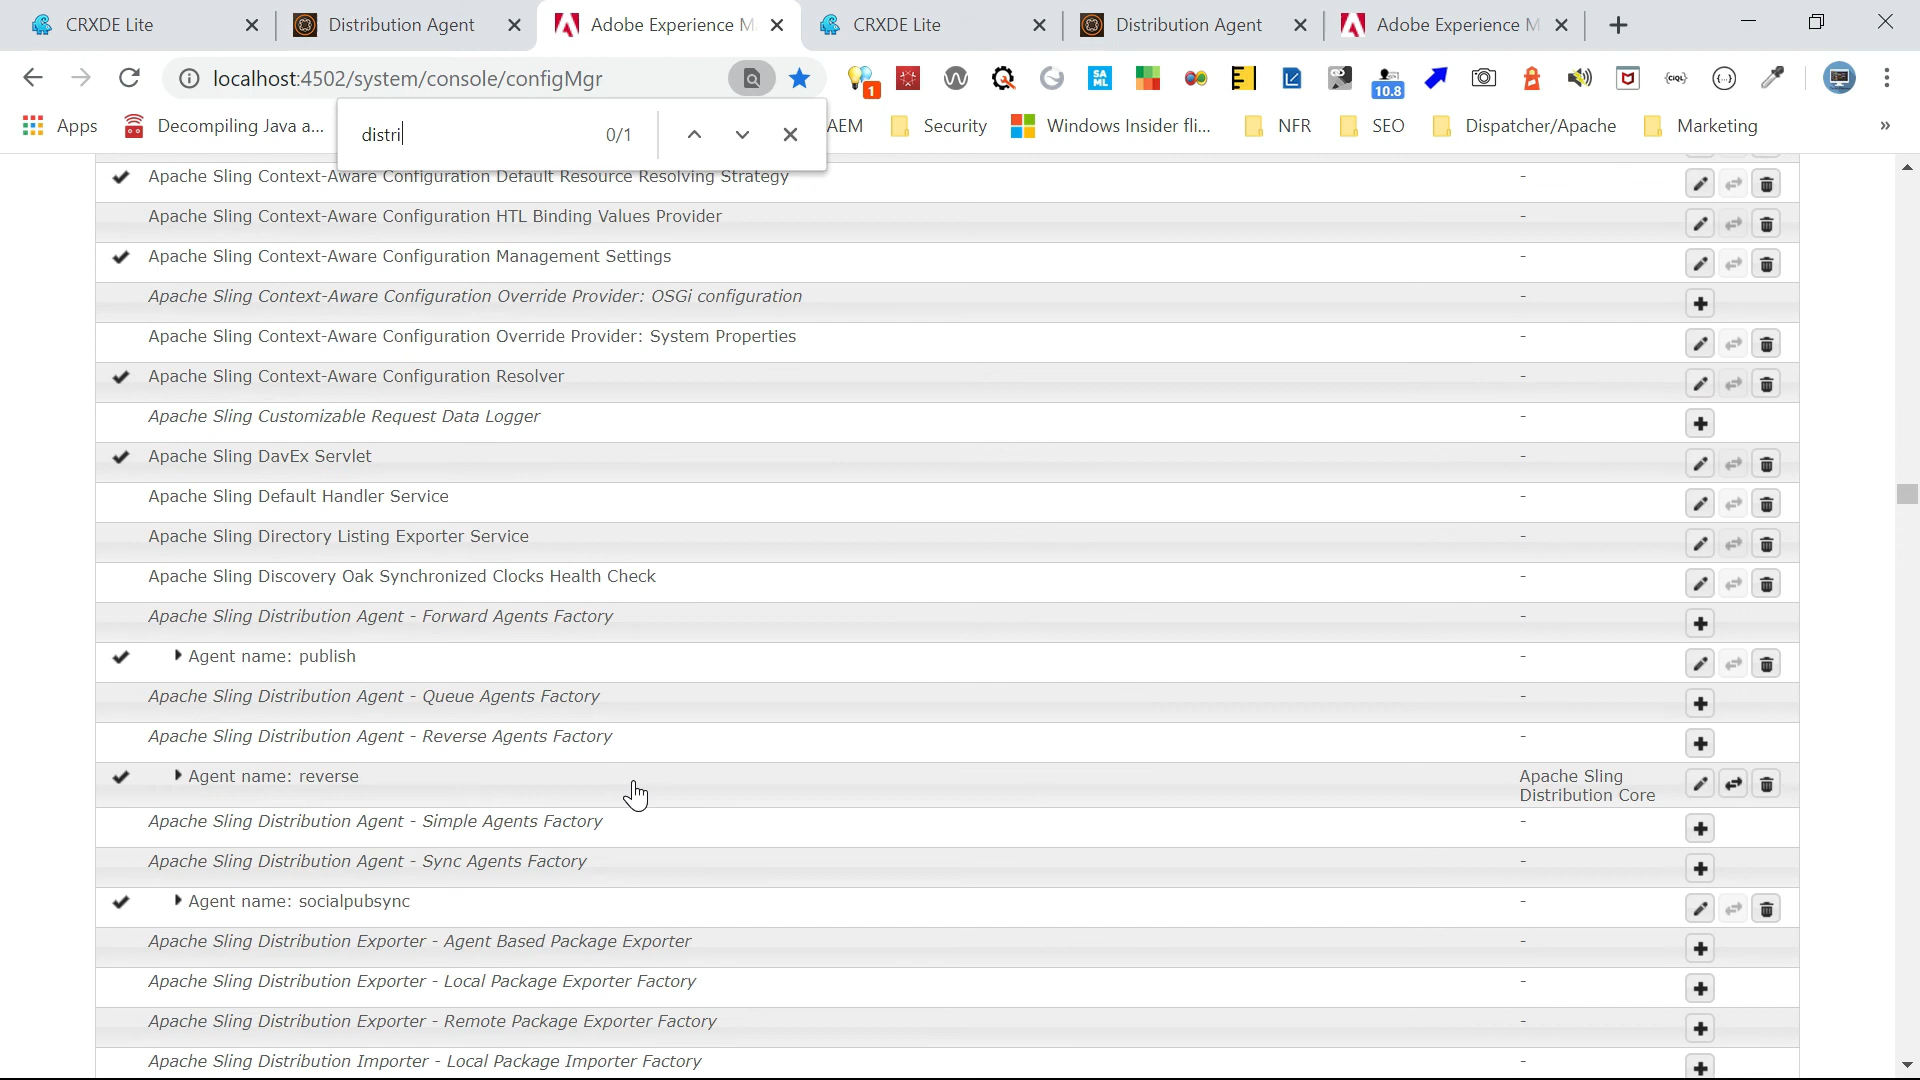 CRXDE Lite
Distribution Agent
Adobe Experience M
CRXDE Lite
Distribution Agent
Adobe Experience M
localhost:4502/system/console/configMgr
1
SA
ML
10.8
CIQL
Apps
Decompiling Java a...
AEM
Security
Windows Insider fli...
NFR
SEO
Dispatcher/Apache
Marketing
»
distri
0/1
Apache Sling Context-Aware Configuration Default Resource Resolving Strategy -
Apache Sling Context-Aware Configuration HTL Binding Values Provider -
Apache Sling Context-Aware Configuration Management Settings -
Apache Sling Context-Aware Configuration Override Provider: OSGi configuration -
Apache Sling Context-Aware Configuration Override Provider: System Properties -
Apache Sling Context-Aware Configuration Resolver -
Apache Sling Customizable Request Data Logger -
Apache Sling DavEx Servlet -
Apache Sling Default Handler Service -
Apache Sling Directory Listing Exporter Service -
Apache Sling Discovery Oak Synchronized Clocks Health Check -
Apache Sling Distribution Agent - Forward Agents Factory -
Agent name: publish -
Apache Sling Distribution Agent - Queue Agents Factory -
Apache Sling Distribution Agent - Reverse Agents Factory -
Agent name: reverse
Apache Sling
Distribution Core
Apache Sling Distribution Agent - Simple Agents Factory -
Apache Sling Distribution Agent - Sync Agents Factory -
Agent name: socialpubsync -
Apache Sling Distribution Exporter - Agent Based Package Exporter -
Apache Sling Distribution Exporter - Local Package Exporter Factory -
Apache Sling Distribution Exporter - Remote Package Exporter Factory -
Apache Sling Distribution Importer - Local Package Importer Factory -